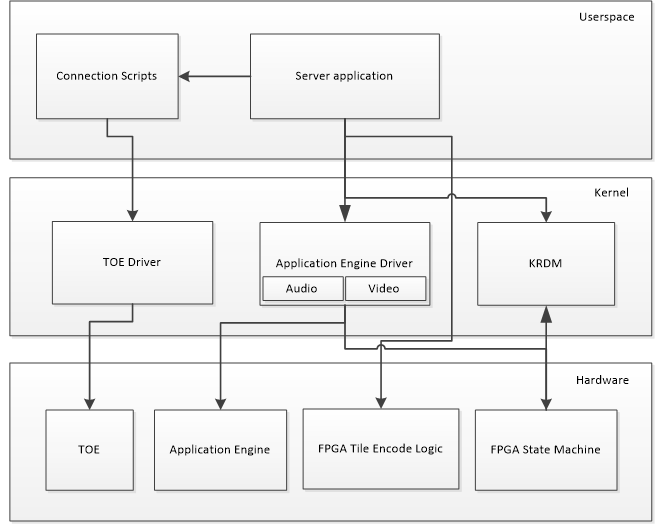 Userspace
Connection Scripts
Server application
Kernel
TOE Driver
Application Engine Driver
Audio
Video
KRDM
Hardware
TOE
Application Engine
FPGA Tile Encode Logic
FPGA State Machine